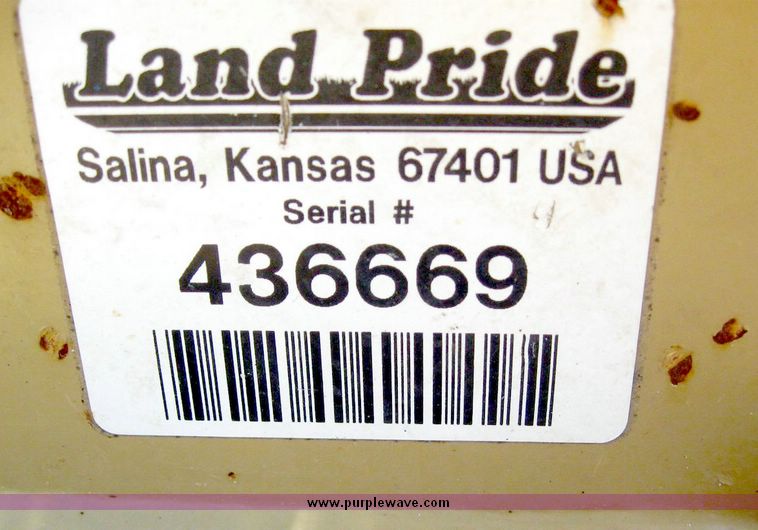 Land Pride
Salina, Kansas 67401 USA
Serial #
436669
www.purplewave.com